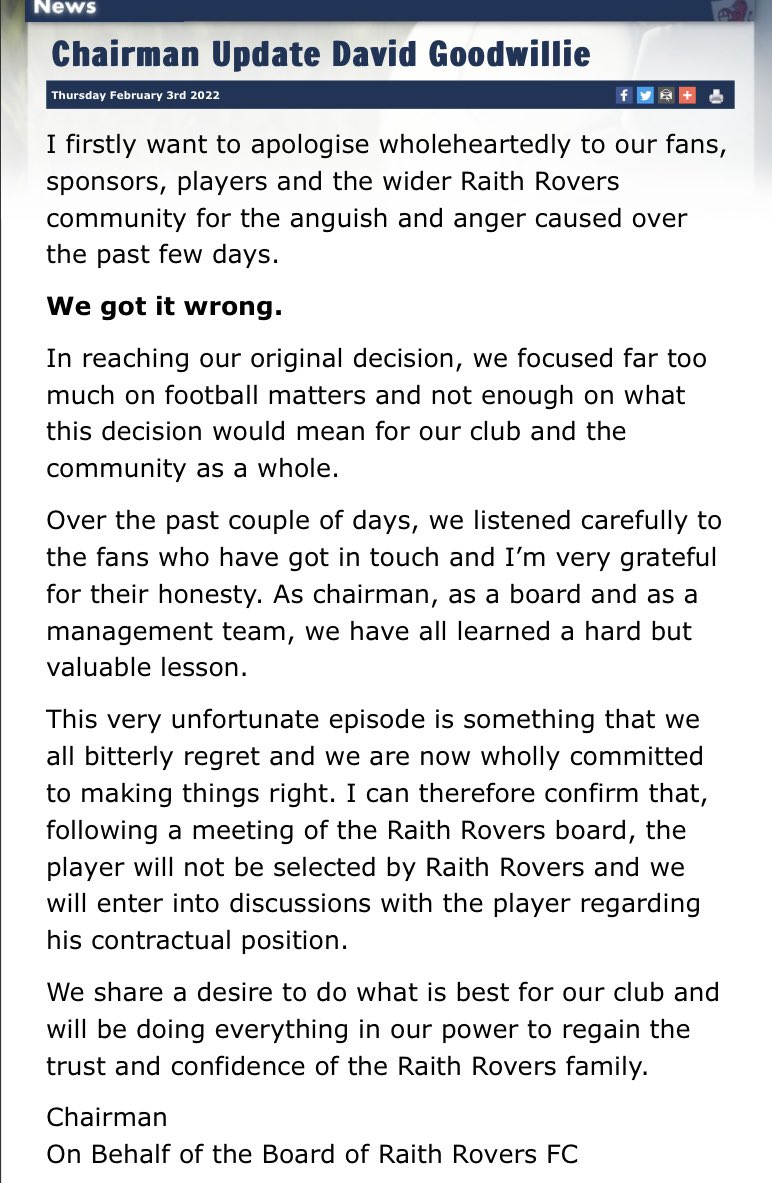 News
Chairman Update David Goodwillie
Thursday February 3rd 2022
I firstly want to apologise wholeheartedly to our fans,
sponsors, players and the wider Raith Rovers
community for the anguish and anger caused over
the past few days.
We got it wrong.
In reaching our original decision, we focused far too
much on football matters and not enough on what
this decision would mean for our club and the
community as a whole.
Over the past couple of days, we listened carefully to
the fans who have got in touch and I’m very grateful
for their honesty. As chairman, as a board and as a
management team, we have all learned a hard but
valuable lesson.
This very unfortunate episode is something that we
all bitterly regret and we are now wholly committed
to making things right. I can therefore confirm that,
following a meeting of the Raith Rovers board, the
player will not be selected by Raith Rovers and we
will enter into discussions with the player regarding
his contractual position.
We share a desire to do what is best for our club and
will be doing everything in our power to regain the
trust and confidence of the Raith Rovers family.
Chairman
On Behalf of the Board of Raith Rovers FC